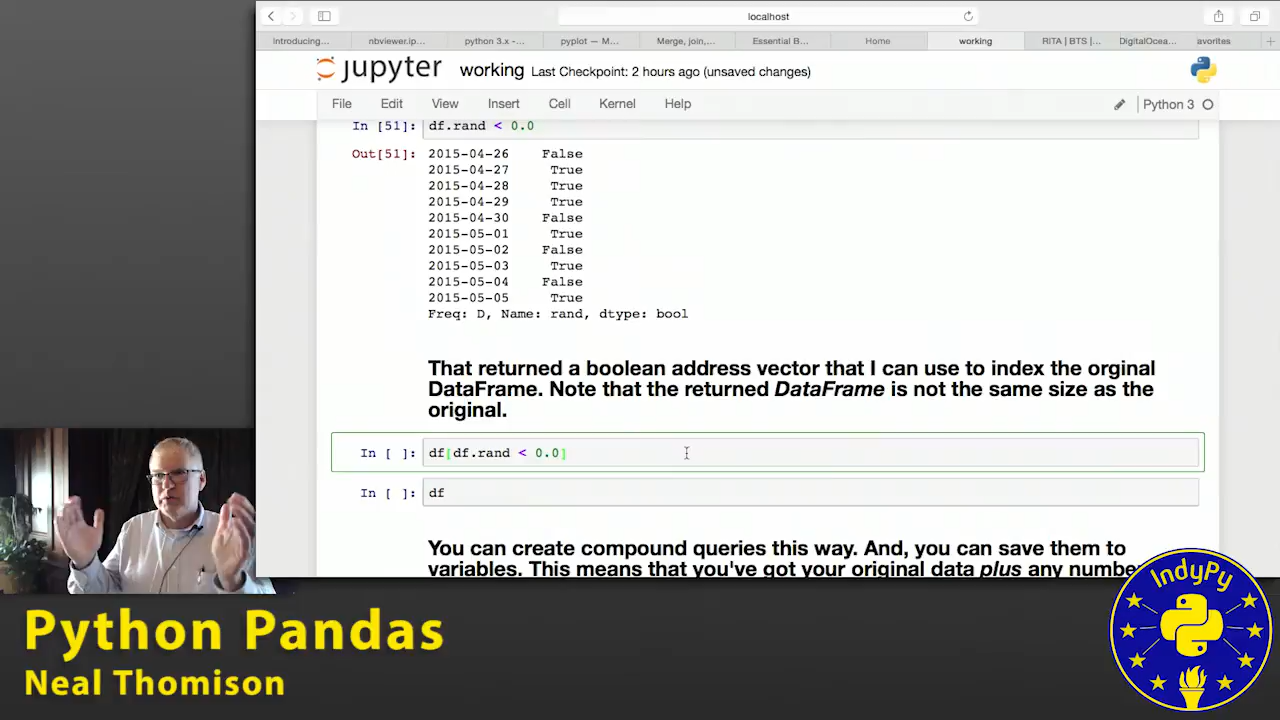 localhost
Introducing...
nbviewer.ip...
python 3.x -...
pyplot — M...
Merge, join,...
Essential B...
Home
working
RITA | BTS |...
DigitalOcea...
avorites
jupyter working Last Checkpoint: 2 hours ago (unsaved changes)
File Edit View Insert Cell Kernel Help Python 3
In [51]: df.rand < 0.0
Out[51]: 2015-04-26 False
2015-04-27 True
2015-04-28 True
2015-04-29 True
2015-04-30 False
2015-05-01 True
2015-05-02 False
2015-05-03 True
2015-05-04 False
2015-05-05 True
Freq: D, Name: rand, dtype: bool
That returned a boolean address vector that I can use to index the orginal
DataFrame. Note that the returned DataFrame is not the same size as the
original.
In [ ]: df[df.rand < 0.0]
In [ ]: df
You can create compound queries this way. And, you can save them to
variables. This means that you've got your original data plus any number
IndyPy
Python Pandas
Neal Thomison